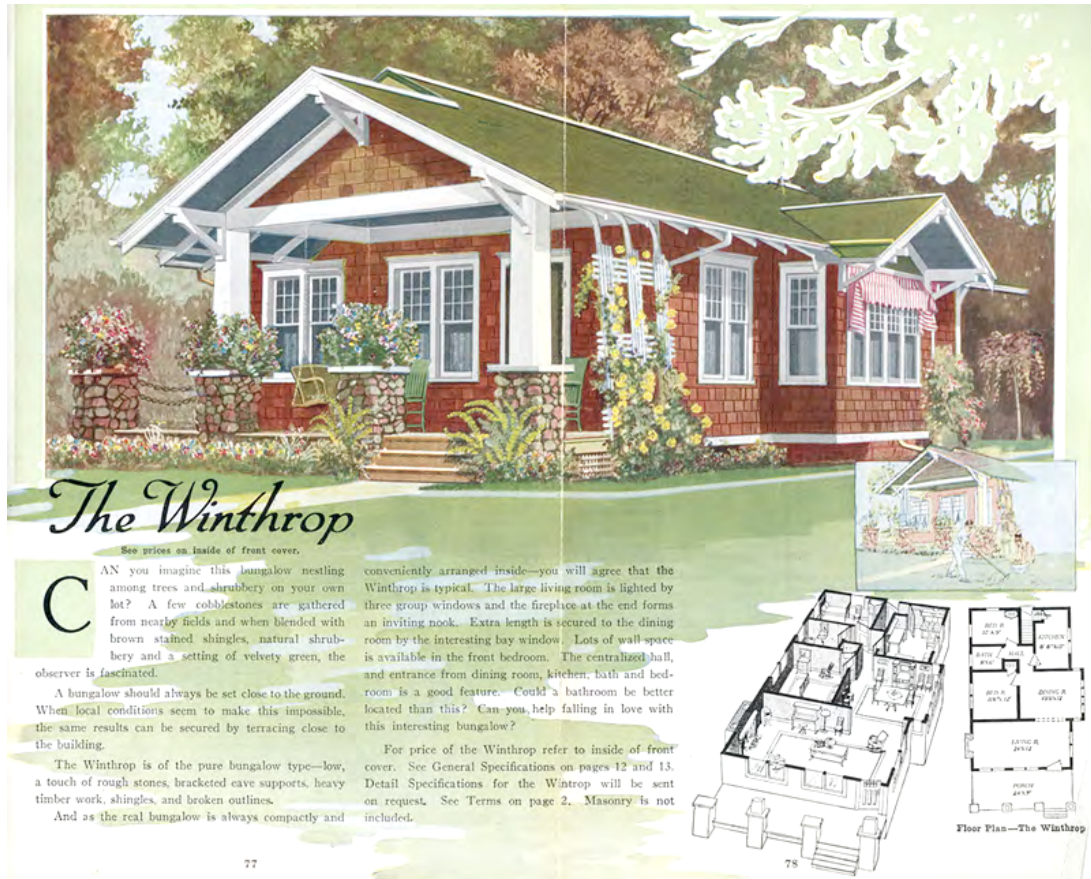 The Winthrop
See prices on inside of front cover.
CAN you imagine this bungalow nestling
among trees and shrubbery on your own
lot? A few cobblestones are gathered
from nearby fields and when blended with
brown stained shingles, natural shrub-
bery and a setting of velvety green, the
observer is fascinated.
A bungalow should always be set close to the ground.
When local conditions seem to make this impossible,
the same results can be secured by terracing close to
the building.
The Winthrop is of the pure bungalow type—low,
a touch of rough stones, bracketed eave supports, heavy
timber work, shingles, and broken outlines.
And as the real bungalow is always compactly and
77
conveniently arranged inside—you will agree that the
Winthrop is typical. The large living room is lighted by
three group windows and the fireplace at the end forms
an inviting nook. Extra length is secured to the dining
room by the interesting bay window. Lots of wall space
is available in the front bedroom. The centralized hall,
and entrance from dining room, kitchen, bath and bed-
room is a good feature. Could a bathroom be better
located than this? Can you help falling in love with
this interesting bungalow?
For price of the Winthrop refer to inside of front
cover. See General Specifications on pages 12 and 13.
Detail Specifications for the Wintrop will be sent
on request. See Terms on page 2. Masonry is not
included.
78
BED R.
KITCHEN
BATH
HALL
BED R.
DINING R.
LIVING R.
PORCH
Floor Plan—The Winthrop